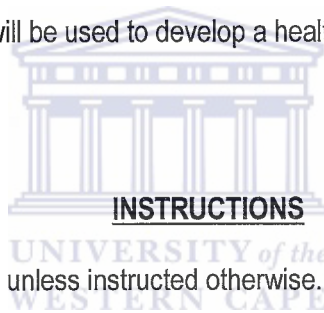 will be used to develop a healt
INSTRUCTIONS
UNIVERSITY of the
unless instructed otherwise.
WESTERN CAPE